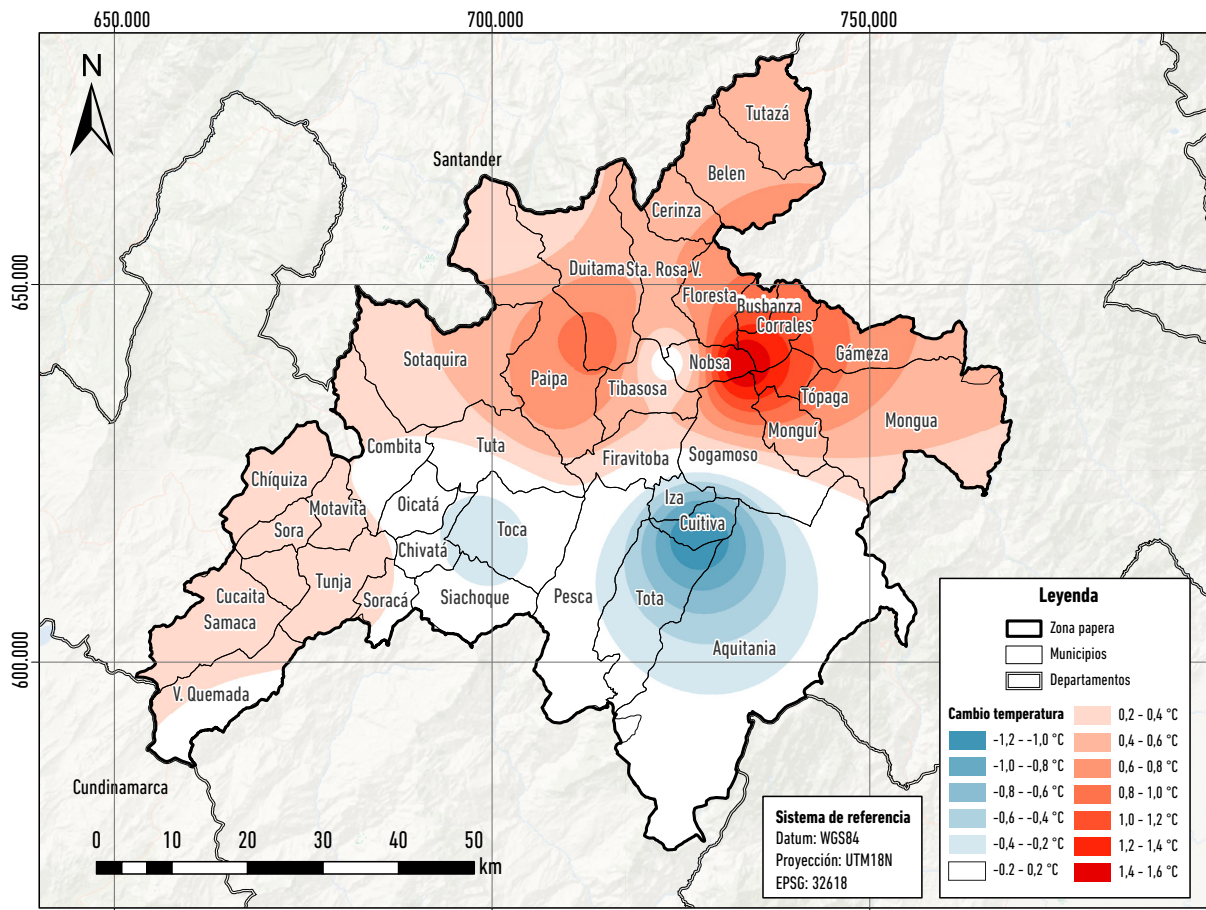 650.000
700.000
750.000
N
Tutazá
Santander
Belen
Cerinza
Duitama
Sta. Rosa V.
650.000
Floresta
Busbanza
Corrales
Sotaquira
Nobsa
Gámeza
Paipa
Tibasosa
Tópaga
Mongua
Monguí
Combita
Tuta
Firavitoba
Sogamoso
Chíquiza
Iza
Motavita
Oicatá
Sora
Toca
Cuitiva
Chivatá
Tunja
Cucaita
Soracá
Siachoque
Pesca
Tota
Samaca
600.000
Aquitania
V. Quemada
Cundinamarca
0 10 20 30 40 50
km
Sistema de referencia
Datum: WGS84
Proyección: UTM18N
EPSG: 32618
Leyenda
Zona papera
Municipios
Departamentos
Cambio temperatura
-1,2 - -1,0 °C
-1,0 - -0,8 °C
-0,8 - -0,6 °C
-0,6 - -0,4 °C
-0,4 - -0,2 °C
-0.2 - 0,2 °C
0,2 - 0,4 °C
0,4 - 0,6 °C
0,6 - 0,8 °C
0,8 - 1,0 °C
1,0 - 1,2 °C
1,2 - 1,4 °C
1,4 - 1,6 °C